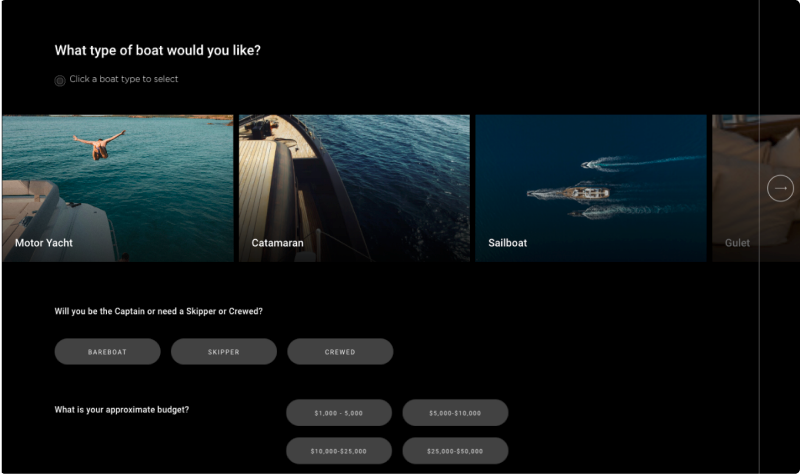 What type of boat would you like?
Click a boat type to select
Motor Yacht
Catamaran
Sailboat
Gulet
Will you be the Captain or need a Skipper or Crewed?
BAREBOAT
SKIPPER
CREWED
What is your approximate budget?
$1,000 - 5,000
$5,000-$10,000
$10,000-$25,000
$25,000-$50,000